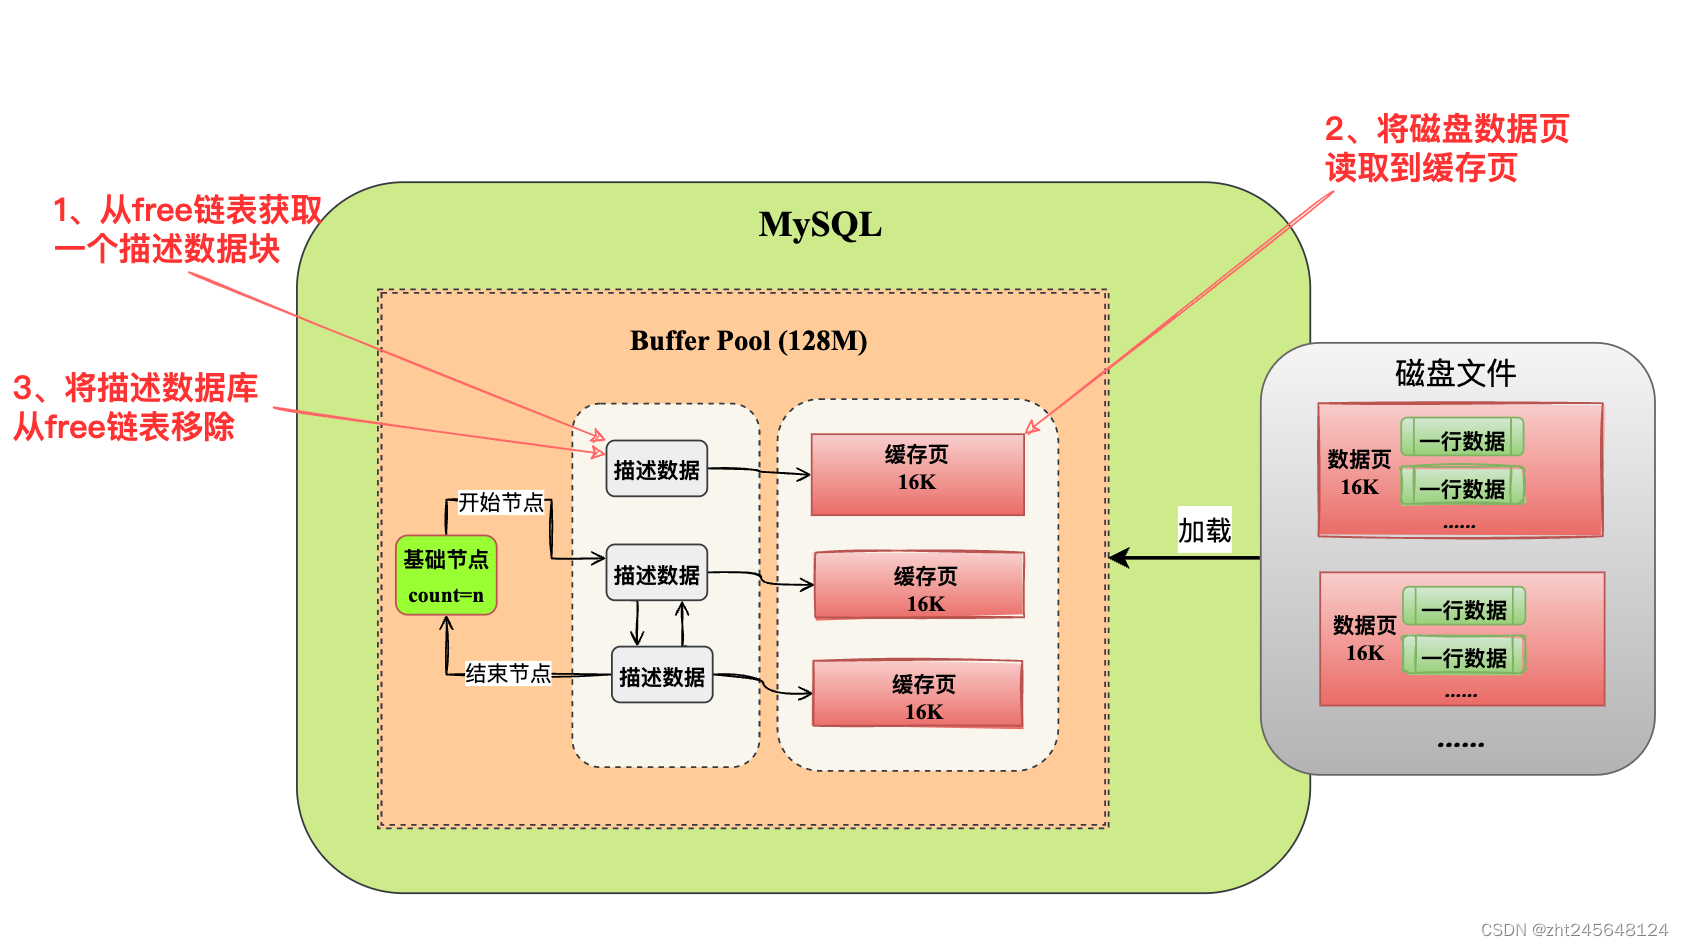 2、将磁盘数据页
读取到缓存页
1、从free链表获取
一个描述数据块
MySQL
Buffer Pool (128M)
3、将描述数据库
从free链表移除
描述数据
缓存页
16K
开始节点
基础节点
count=n
描述数据
缓存页
16K
结束节点
描述数据
缓存页
16K
加载
磁盘文件
数据页
16K
一行数据
一行数据
......
数据页
16K
一行数据
一行数据
......
......
CSDN @zht245648124